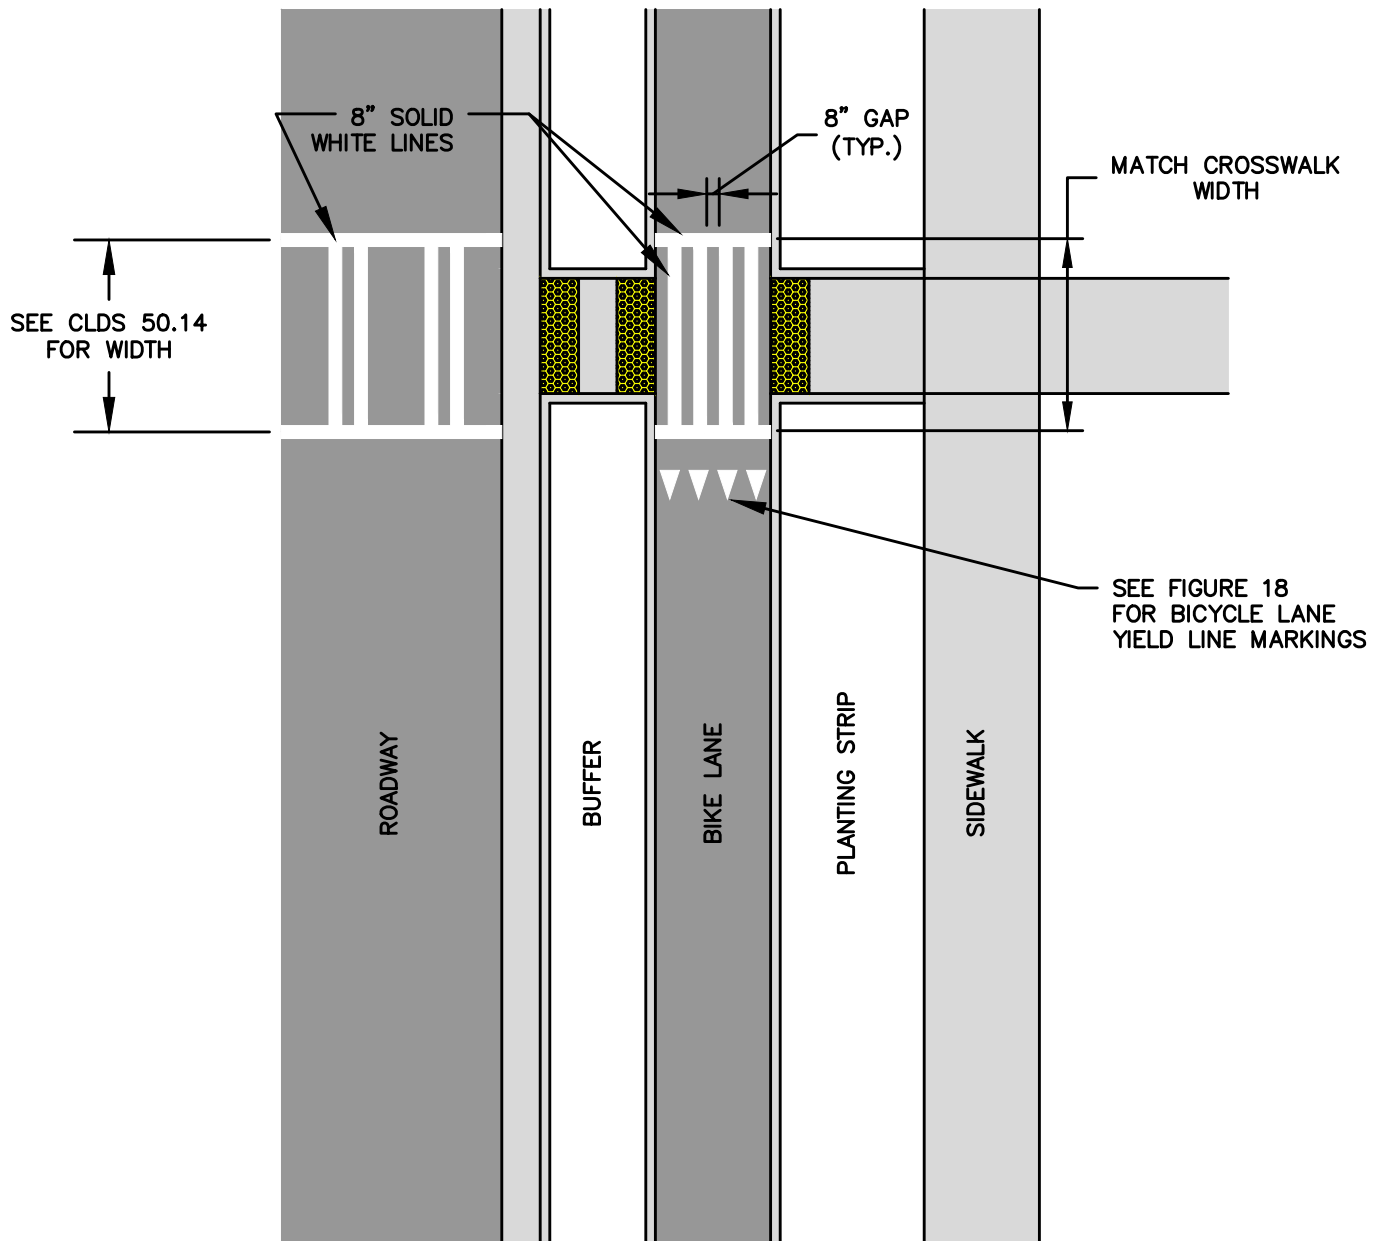 8" SOLID
WHITE LINES
8" GAP
(TYP.)
MATCH CROSSWALK
WIDTH
SEE CLDS 50.14
FOR WIDTH
SEE FIGURE 18
FOR BICYCLE LANE
YIELD LINE MARKINGS
ROADWAY
BUFFER
BIKE LANE
PLANTING STRIP
SIDEWALK